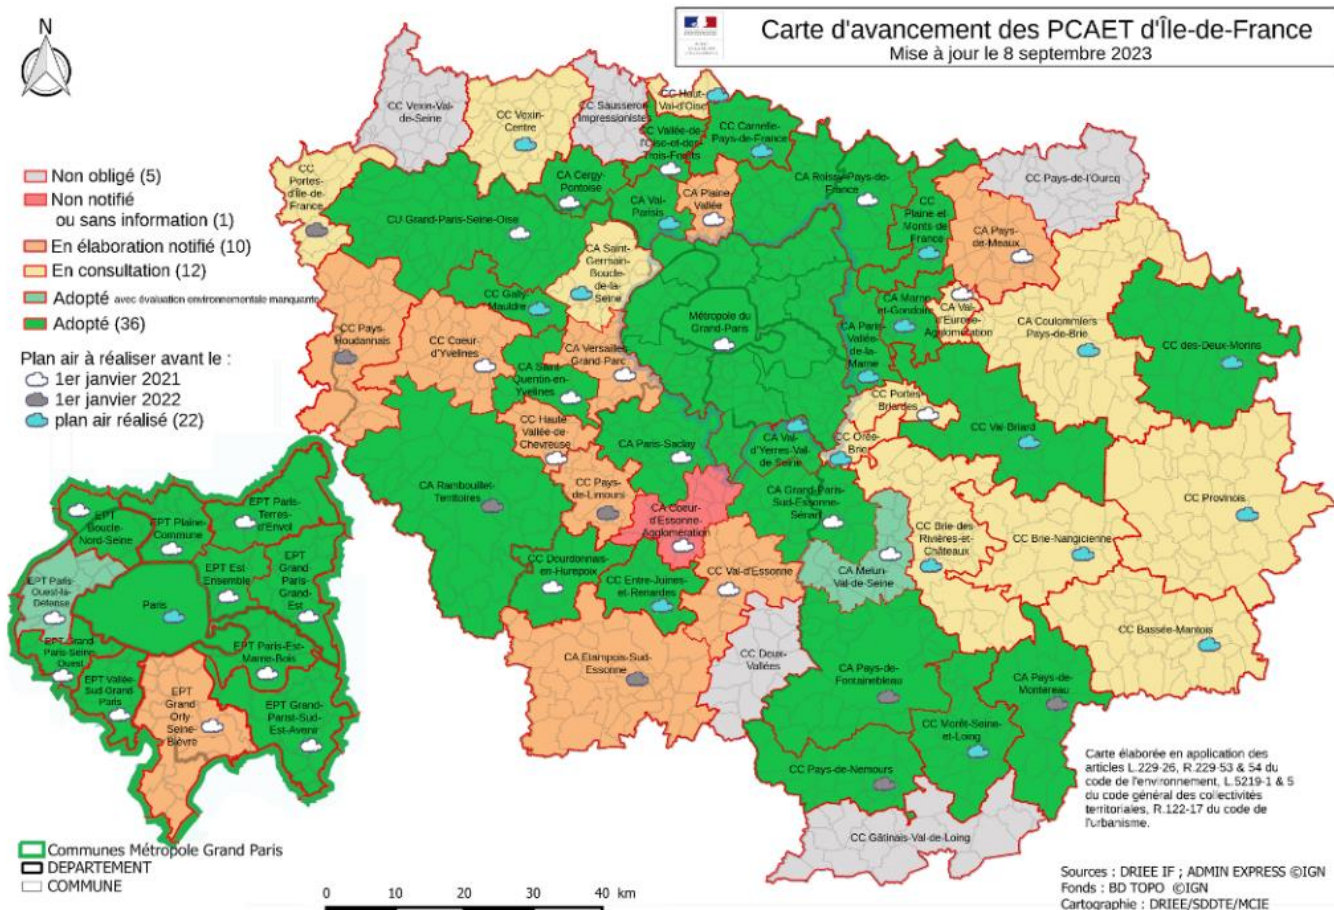 N
Carte d'avancement des PCAET d'Île-de-France
Mise à jour le 8 septembre 2023
Non obligé (5)
Non notifié
ou sans information (1)
En élaboration notifié (10)
En consultation (12)
Adopté avec évaluation environnementale manquante
Adopté (36)
Plan air à réaliser avant le :
1er janvier 2021
1er janvier 2022
plan air réalisé (22)
CC Vexin-Val-
de-Seine
CC Vexin-
Centre
CC Sausseron-
Impressionnistes
CC Haut-
Val-d'Oise
CC Vallée-de-
l'Oise-et-des-
Trois-Forêts
CC Carnelle-
Pays-de-France
CC
Portes-
d'Île-de-
France
CA Cergy-
Pontoise
CA Val-
Parisis
CA Plaine-
Vallée
CA Roissy-Pays-de-
France
CC
Plaine-et-
Monts-de-
France
CC Pays-de-l'Ourcq
CA Pays-
de-Meaux
CU Grand-Paris-Seine-Oise
CA Saint-
Germain-
Boucle-
de-la-
Seine
CC Gally-
Mauldre
Métropole du
Grand-Paris
CA Marne-
et-Gondoire
CA Val-
d'Europe-
Agglomération
CA Coulommiers
Pays-de-Brie
CC des-Deux-Morins
CC Pays-
Houdannais
CC Coeur-
d'Yvelines
CA Versailles-
Grand-Parc
CA Saint-
Quentin-en-
Yvelines
CA Paris-
Vallée-
de-la-
Marne
CC Portes-
Briardes
CC Haute
Vallée-de-
Chevreuse
CA Paris-Saclay
CA Val-
d'Yerres-Val-
de-Seine
CC Orée-
Brie
CC Val-Briard
CA Rambouillet-
Territoires
CC Pays-
de-Limours
CA Coeur-
d'Essonne-
Agglomération
CA Grand-Paris-
Sud-Essonne-
Sénart
CC Provinois
CC Brie-des-
Rivières-et-
Châteaux
CC Brie-Nangicienne
CC Dourdannais-
en-Hurepoix
CC Entre-Juines-
et-Renardes
CC Val-d'Essonne
CA Melun-
Val-de-Seine
CC Bassée-Montois
CA Etampois-Sud-
Essonne
CC Deux-
Vallées
CA Pays-de-
Fontainebleau
CA Pays-de-
Montereau
CC Moret-Seine-
et-Loing
CC Pays-de-Nemours
CC Gâtinais-Val-de-Loing
EPT
Boucle-
Nord-Seine
EPT Plaine-
Commune
EPT Paris-
Terres-
d'Envol
EPT Paris-
Ouest-la-
Défense
Paris
EPT Est
Ensemble
EPT
Grand-
Paris-
Grand-
Est
EPT Grand-
Paris-Seine-
Ouest
EPT Paris-Est-
Marne-Bois
EPT Vallée-
Sud Grand
Paris
EPT
Grand
Orly
Seine-
Bièvre
EPT Grand-
Parist-Sud-
Est-Avenir
Carte élaborée en application des
articles L.229-26, R.229-53 & 54 du
code de l'environnement, L.5219-1 & 5
du code général des collectivités
territoriales, R.122-17 du code de
l'urbanisme.
Communes Métropole Grand Paris
DEPARTEMENT
COMMUNE
0 10 20 30 40 km
Sources : DRIEE IF ; ADMIN EXPRESS ©IGN
Fonds : BD TOPO ©IGN
Cartographie : DRIEE/SDDTE/MCIE